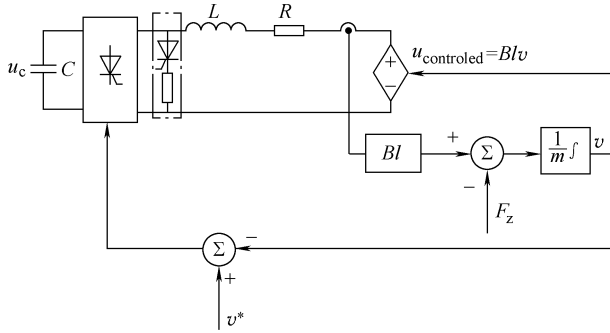 L
R
u_controled=Blv
u_c
C
+
−
Bl
+
Σ
−
1/m ∫
v
F_z
Σ
−
+
v*